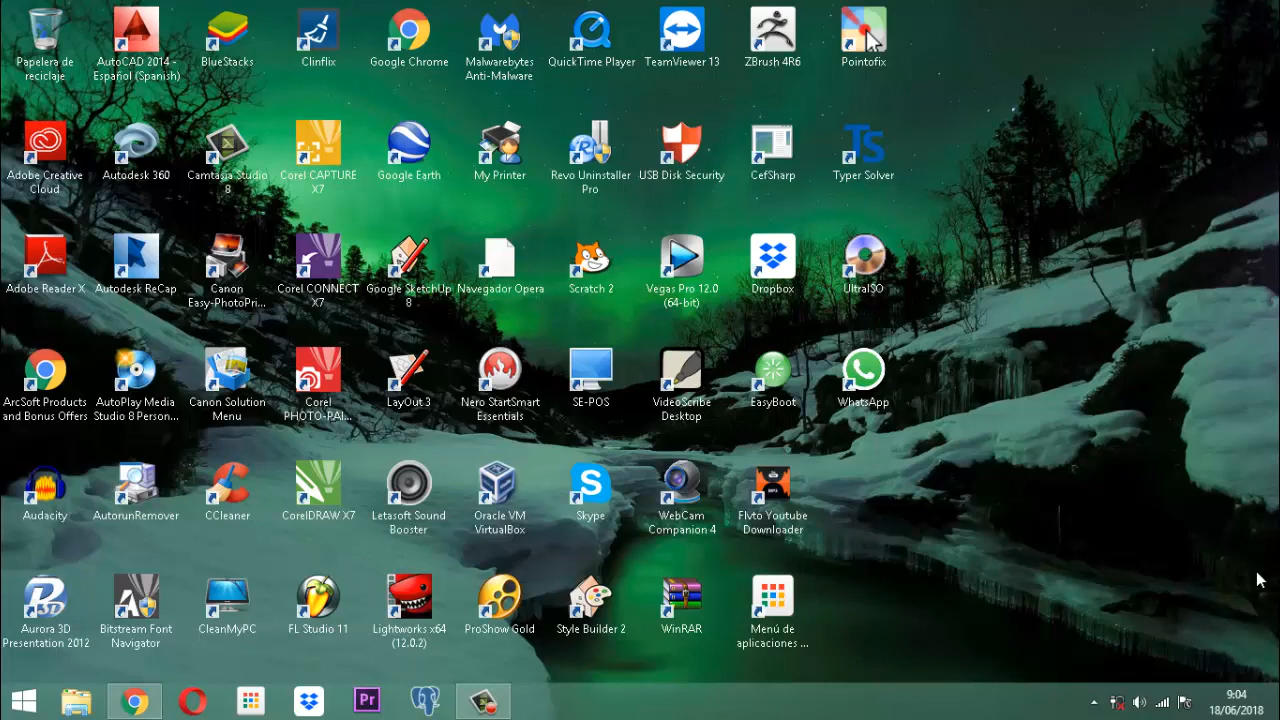 Papelera de
reciclaje
AutoCAD 2014 -
Español (Spanish)
BlueStacks
Clinflix
Google Chrome
Malwarebytes
Anti-Malware
QuickTime Player
TeamViewer 13
ZBrush 4R6
Pointofix
Adobe Creative
Cloud
Autodesk 360
Camtasia Studio
8
Corel CAPTURE
X7
Google Earth
My Printer
Revo Uninstaller
Pro
USB Disk Security
CefSharp
TS
Typer Solver
Adobe Reader X
Autodesk ReCap
Canon
Easy-PhotoPri...
Corel CONNECT
X7
Google SketchUp
8
Navegador Opera
Scratch 2
Vegas Pro 12.0
(64-bit)
Dropbox
UltraISO
ArcSoft Products
and Bonus Offers
AutoPlay Media
Studio 8 Person...
Canon Solution
Menu
Corel
PHOTO-PAI...
LayOut 3
Nero StartSmart
Essentials
SE-POS
VideoScribe
Desktop
EasyBoot
WhatsApp
Audacity
AutorunRemover
CCleaner
CorelDRAW X7
Letasoft Sound
Booster
Oracle VM
VirtualBox
S
Skype
WebCam
Companion 4
Flvto Youtube
Downloader
3D
Aurora 3D
Presentation 2012
Bitstream Font
Navigator
CleanMyPC
FL Studio 11
Lightworks x64
(12.0.2)
ProShow Gold
Style Builder 2
WinRAR
Menú de
aplicaciones ...
Pr
9:04
18/06/2018